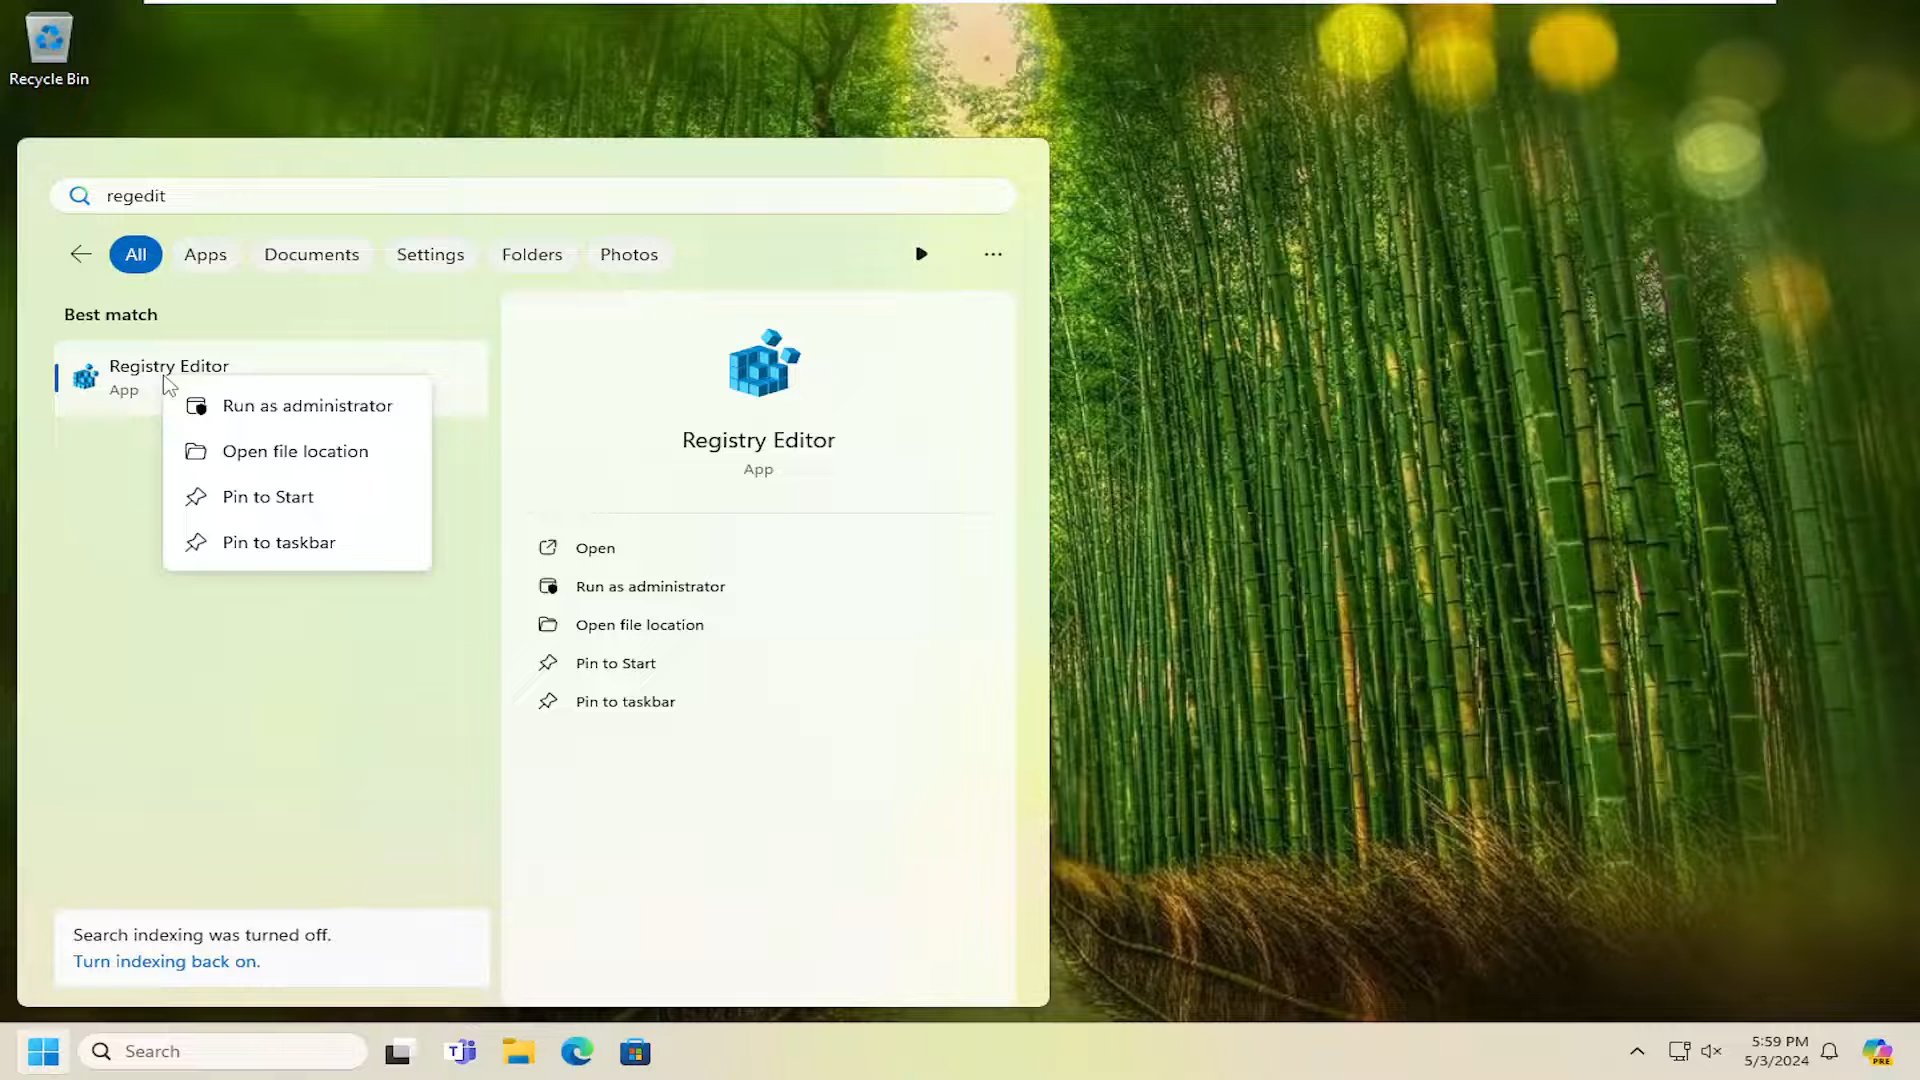 Recycle Bin
regedit
All Apps Documents Settings Folders Photos
Best match
Registry Editor
App
Run as administrator
Open file location
Pin to Start
Pin to taskbar
Registry Editor
App
Open
Run as administrator
Open file location
Pin to Start
Pin to taskbar
Search indexing was turned off.
Turn indexing back on.
Search
T
5:59 PM
5/3/2024
PRE